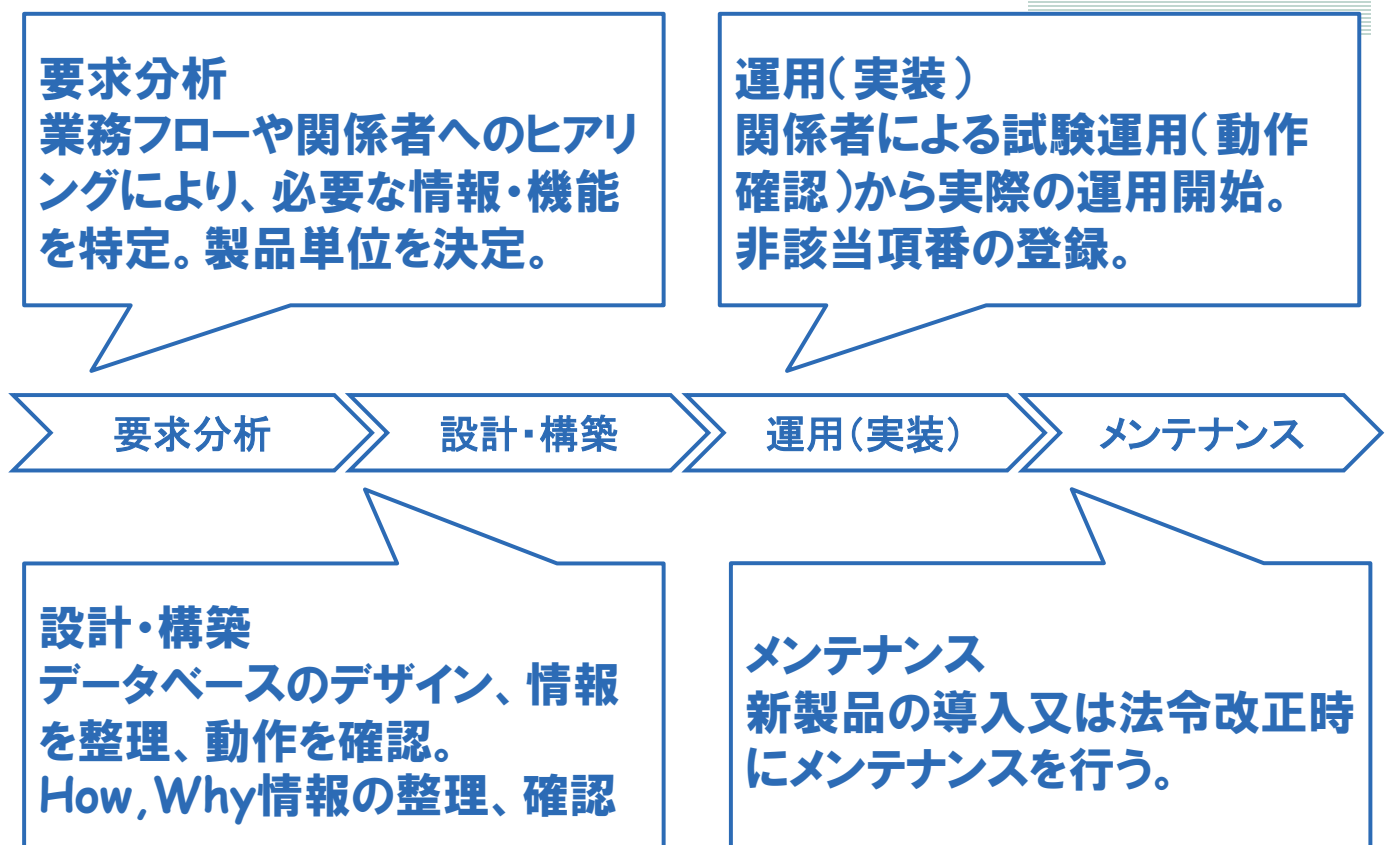 要求分析
業務フローや関係者へのヒアリ
ングにより、必要な情報・機能
を特定。製品単位を決定。
運用(実装)
関係者による試験運用(動作
確認)から実際の運用開始。
非該当項番の登録。
要求分析
設計・構築
運用(実装)
メンテナンス
設計・構築
データベースのデザイン、情報
を整理、動作を確認。
How,Why情報の整理、確認
メンテナンス
新製品の導入又は法令改正時
にメンテナンスを行う。